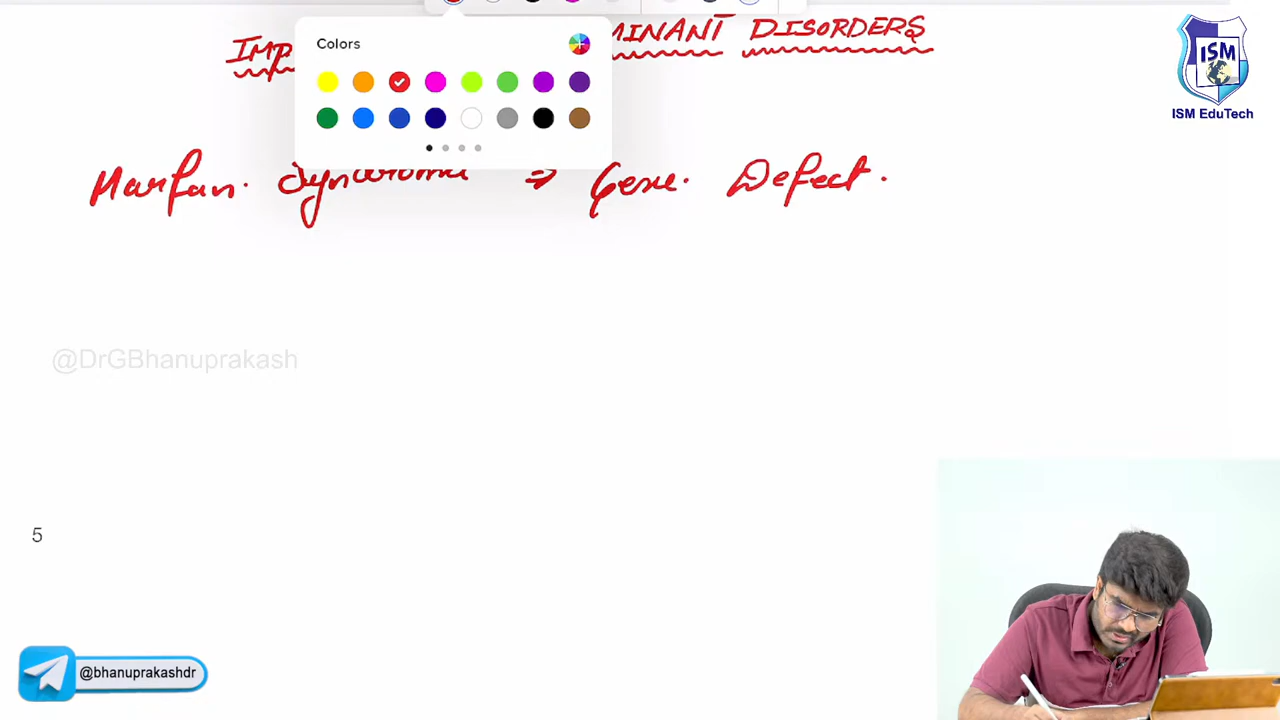 IMP MINANT DISORDERS
ISM
ISM EduTech
Colors
Marfan. Syndrome ⇒ Gene. Defect.
@DrGBhanuprakash
5
@bhanuprakashdr